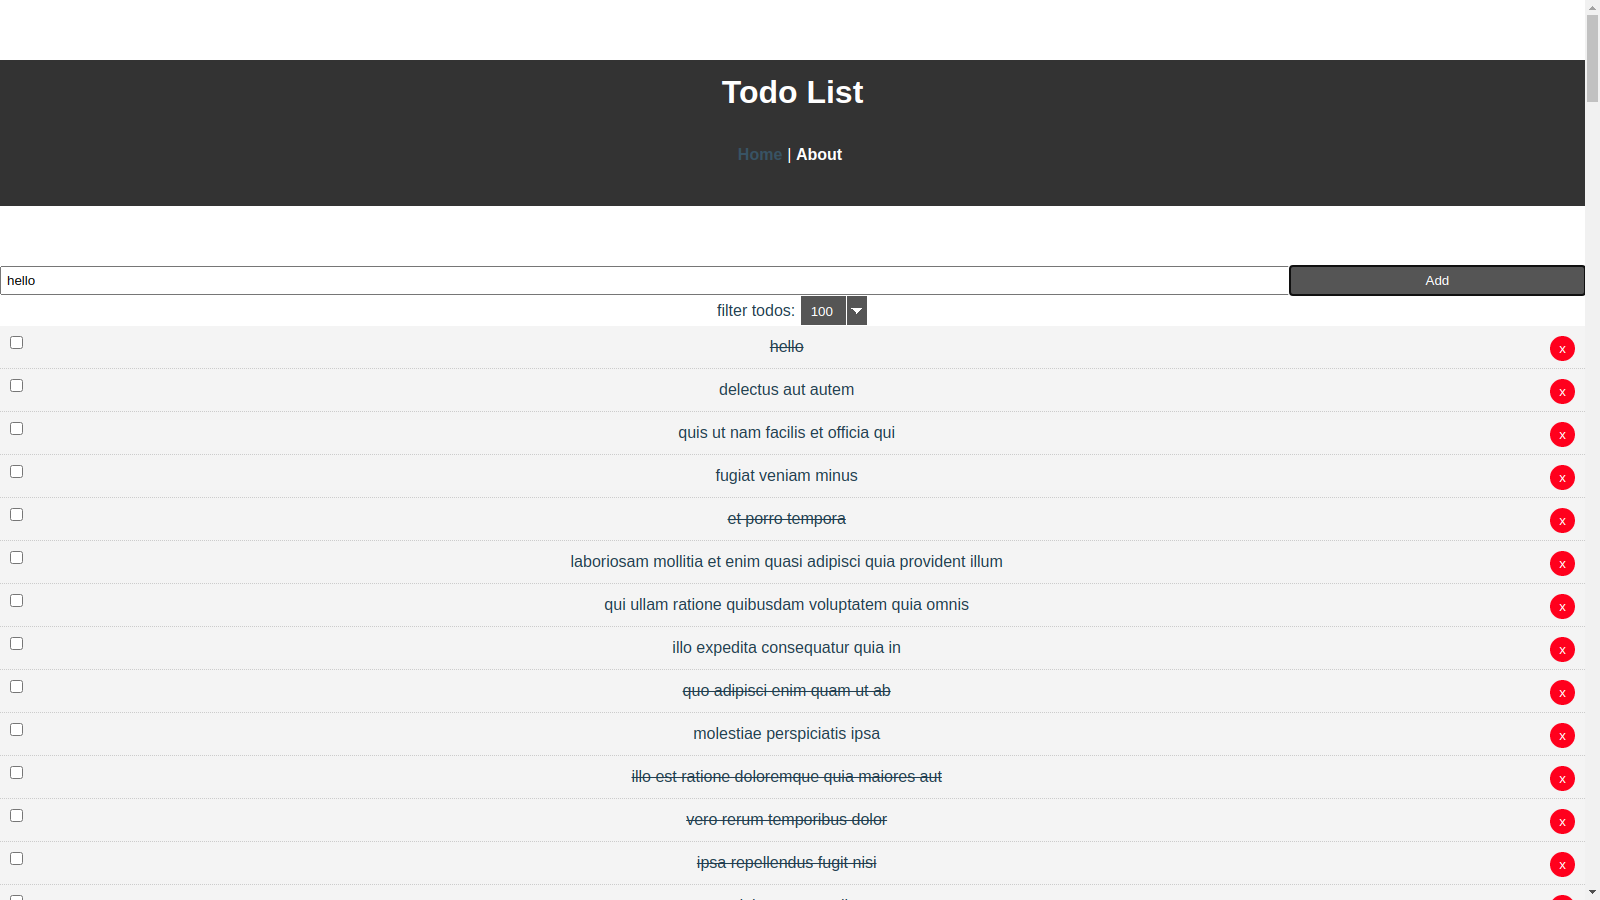 Todo List
Home | About
hello Add
filter todos: 100
hello x
delectus aut autem x
quis ut nam facilis et officia qui x
fugiat veniam minus x
et porro tempora x
laboriosam mollitia et enim quasi adipisci quia provident illum x
qui ullam ratione quibusdam voluptatem quia omnis x
illo expedita consequatur quia in x
quo adipisci enim quam ut ab x
molestiae perspiciatis ipsa x
illo est ratione doloremque quia maiores aut x
vero rerum temporibus dolor x
ipsa repellendus fugit nisi x